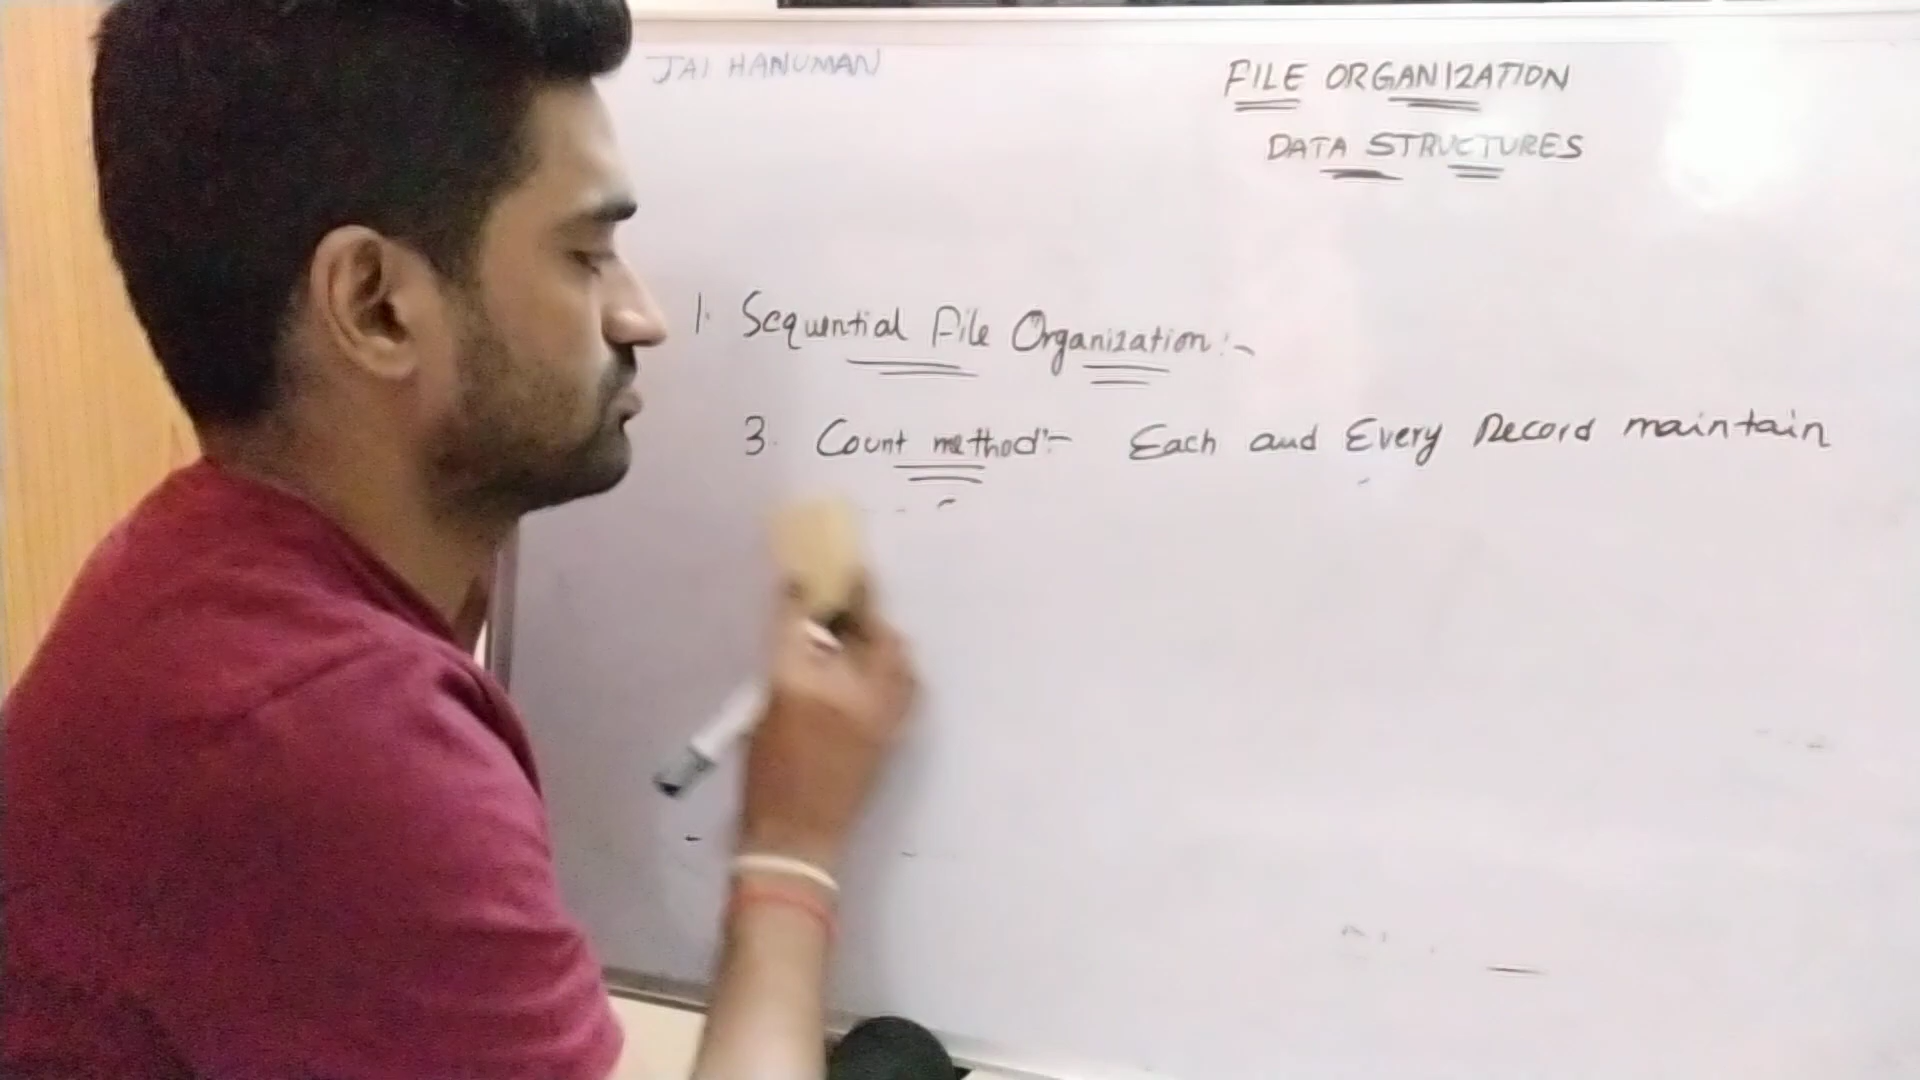 JAI HANUMAN
FILE ORGANIZATION
DATA STRUCTURES
1. Sequential File Organization:-
3. Count method:- Each and Every Record maintain